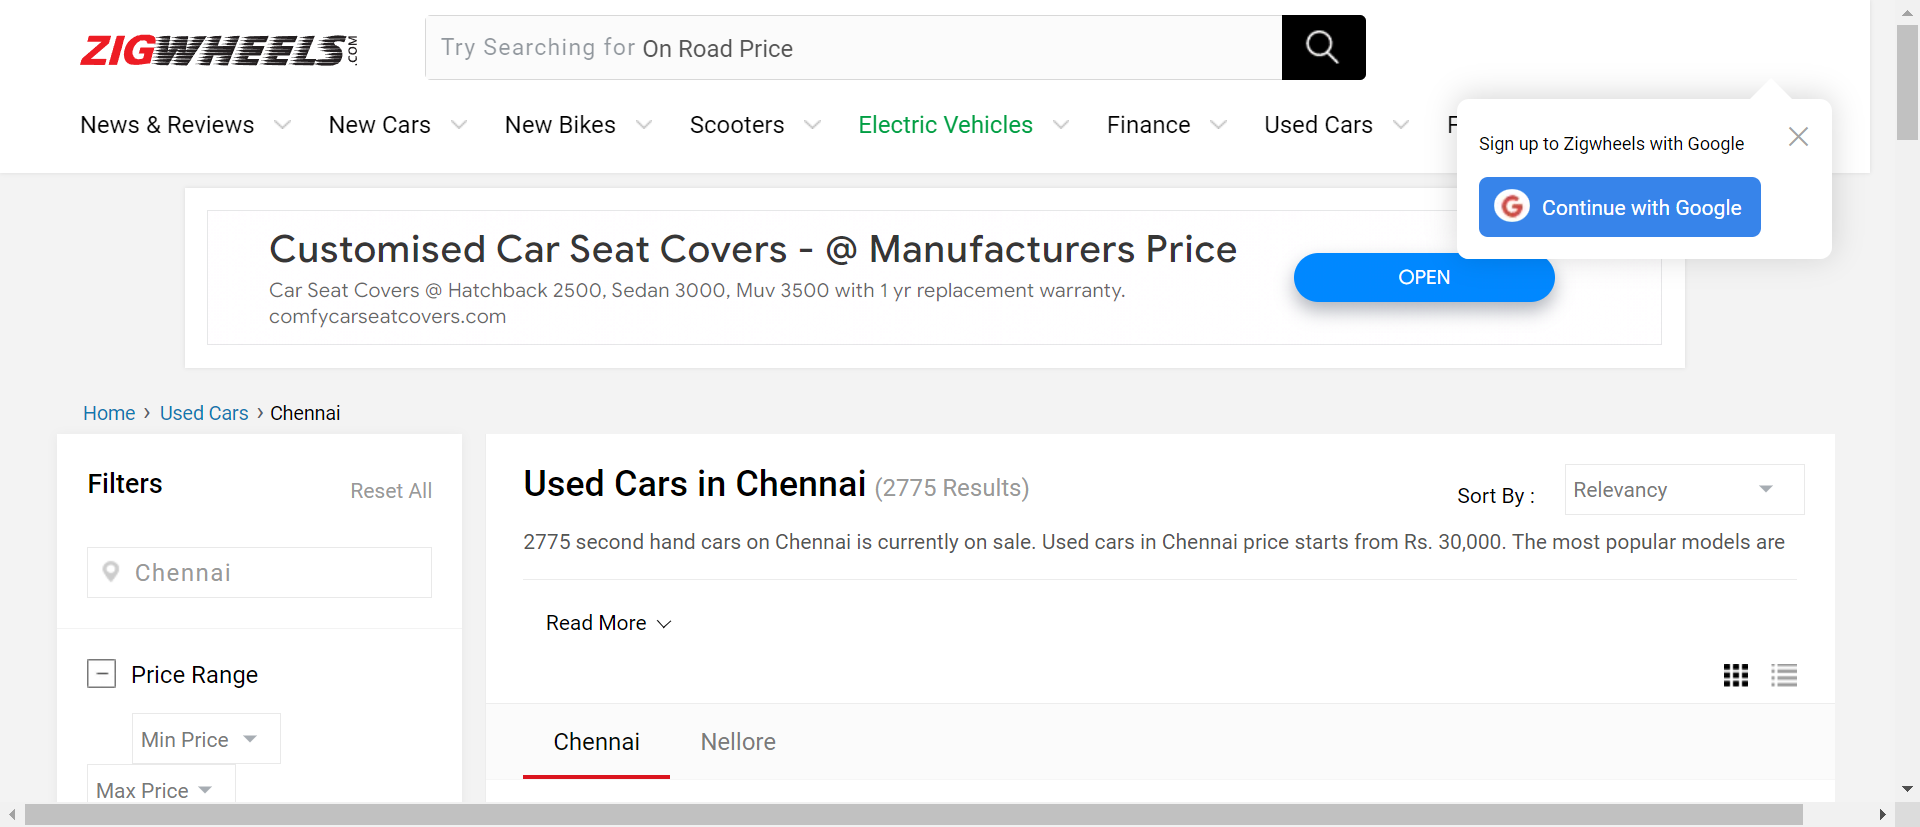 ZIGWHEELS.COM
Try Searching for On Road Price
News & Reviews
New Cars
New Bikes
Scooters
Electric Vehicles
Finance
Used Cars
F
Sign up to Zigwheels with Google
Continue with Google
Customised Car Seat Covers - @ Manufacturers Price
Car Seat Covers @ Hatchback 2500, Sedan 3000, Muv 3500 with 1 yr replacement warranty.
comfycarseatcovers.com
OPEN
Home › Used Cars › Chennai
Filters
Reset All
Chennai
Price Range
Min Price
Max Price
Used Cars in Chennai (2775 Results)
Sort By :
Relevancy
2775 second hand cars on Chennai is currently on sale. Used cars in Chennai price starts from Rs. 30,000. The most popular models are
Read More
Chennai
Nellore